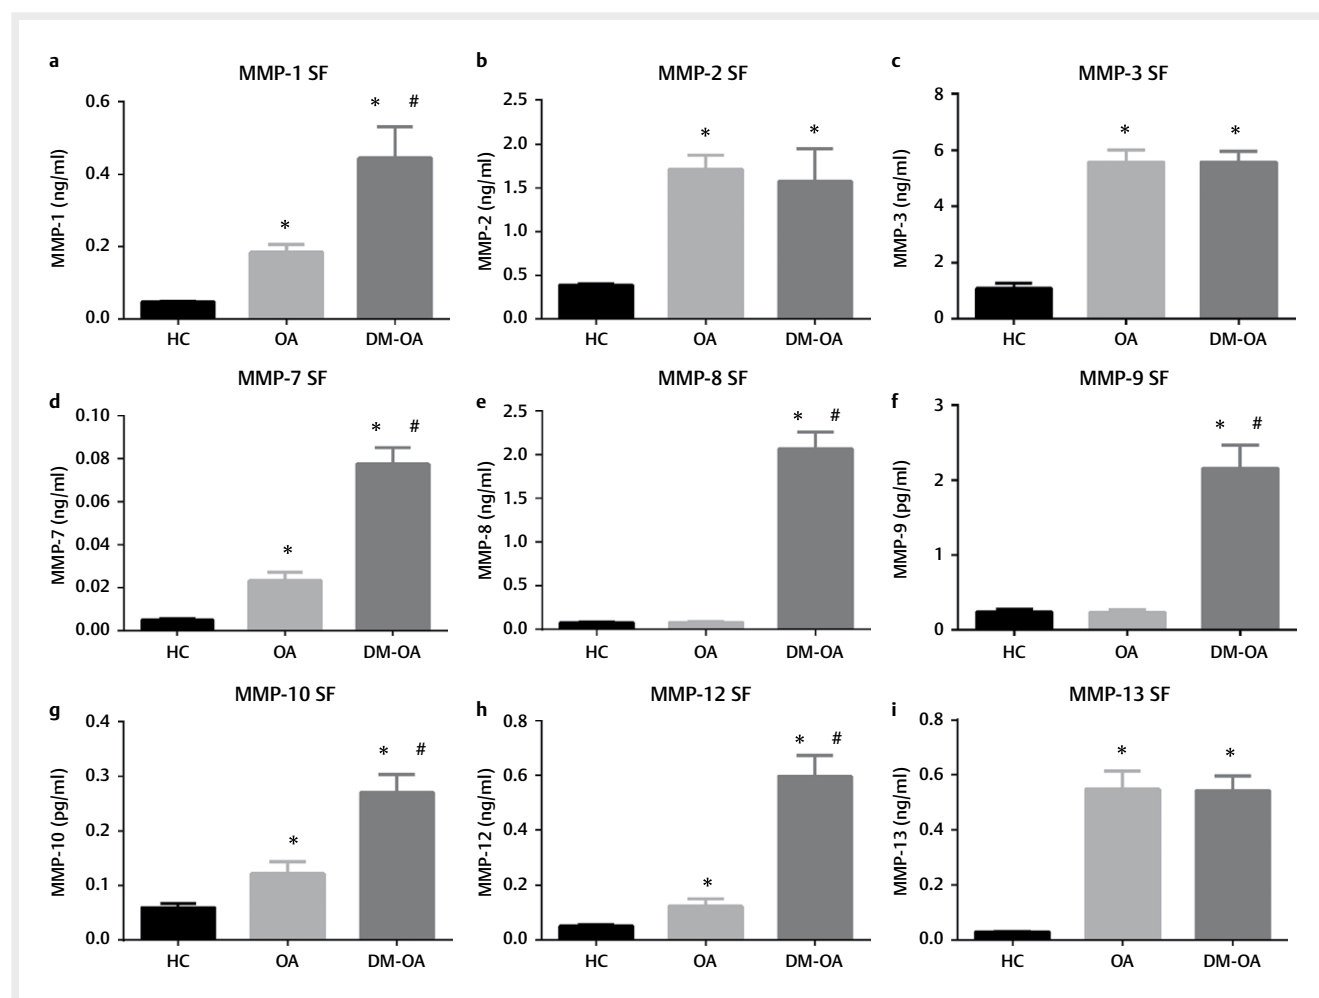 a
MMP-1 SF
MMP-1 (ng/ml)
0.6
0.4
0.2
0.0
* #
*
HC OA DM-OA
b
MMP-2 SF
MMP-2 (ng/ml)
2.5
2.0
1.5
1.0
0.5
0.0
* *
HC OA DM-OA
c
MMP-3 SF
MMP-3 (ng/ml)
8
6
4
2
0
* *
HC OA DM-OA
d
MMP-7 SF
MMP-7 (ng/ml)
0.10
0.08
0.06
0.04
0.02
0.00
* #
*
HC OA DM-OA
e
MMP-8 SF
MMP-8 (ng/ml)
2.5
2.0
1.5
1.0
0.5
0.0
* #
HC OA DM-OA
f
MMP-9 SF
MMP-9 (pg/ml)
3
2
1
0
* #
HC OA DM-OA
g
MMP-10 SF
MMP-10 (pg/ml)
0.4
0.3
0.2
0.1
0.0
* #
*
HC OA DM-OA
h
MMP-12 SF
MMP-12 (ng/ml)
0.8
0.6
0.4
0.2
0.0
* #
*
HC OA DM-OA
i
MMP-13 SF
MMP-13 (ng/ml)
0.8
0.6
0.4
0.2
0.0
* *
HC OA DM-OA